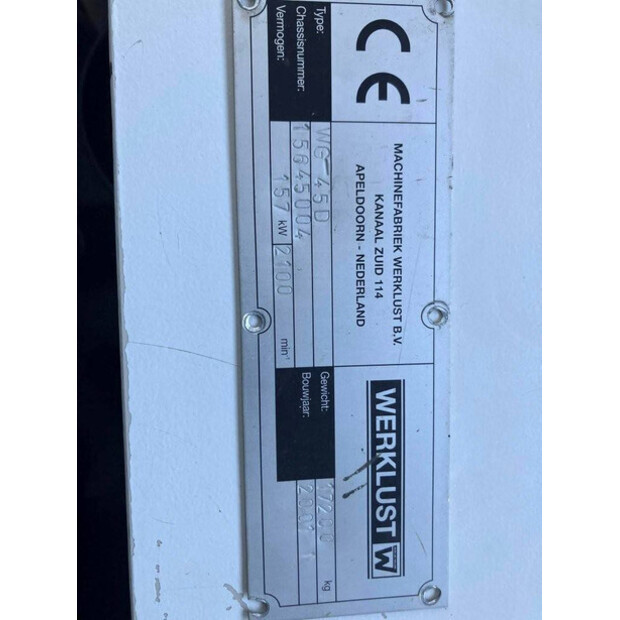 CE
MACHINEFABRIEK WERKLUST B.V.
KANAAL ZUID 114
APELDOORN - NEDERLAND
WERKLUST W
Type: WG-45D Gewicht: 17200 kg
Chassisnummer: 15645004 Bouwjaar:
Vermogen: 157 kW 2100 min⁻¹